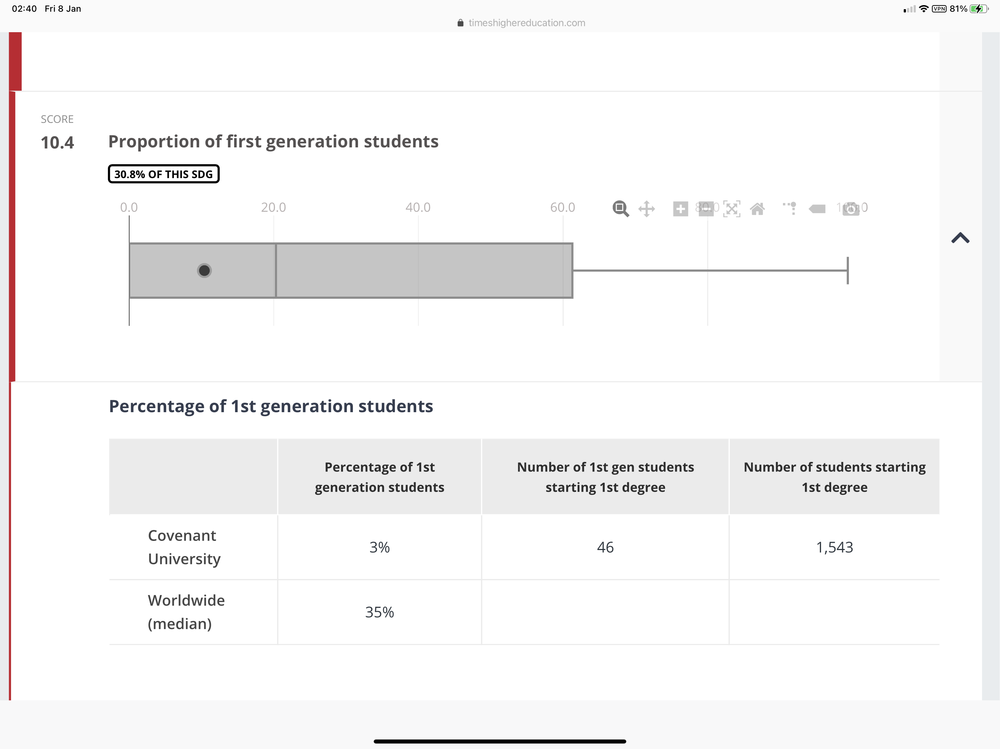 02:40 Fri 8 Jan
VPN 81%
timeshighereducation.com
SCORE
10.4
Proportion of first generation students
30.8% OF THIS SDG
0.0 20.0 40.0 60.0 80.0 100.0
Percentage of 1st generation students
Percentage of 1st
generation students
Number of 1st gen students
starting 1st degree
Number of students starting
1st degree
Covenant
University
3%
46
1,543
Worldwide
(median)
35%